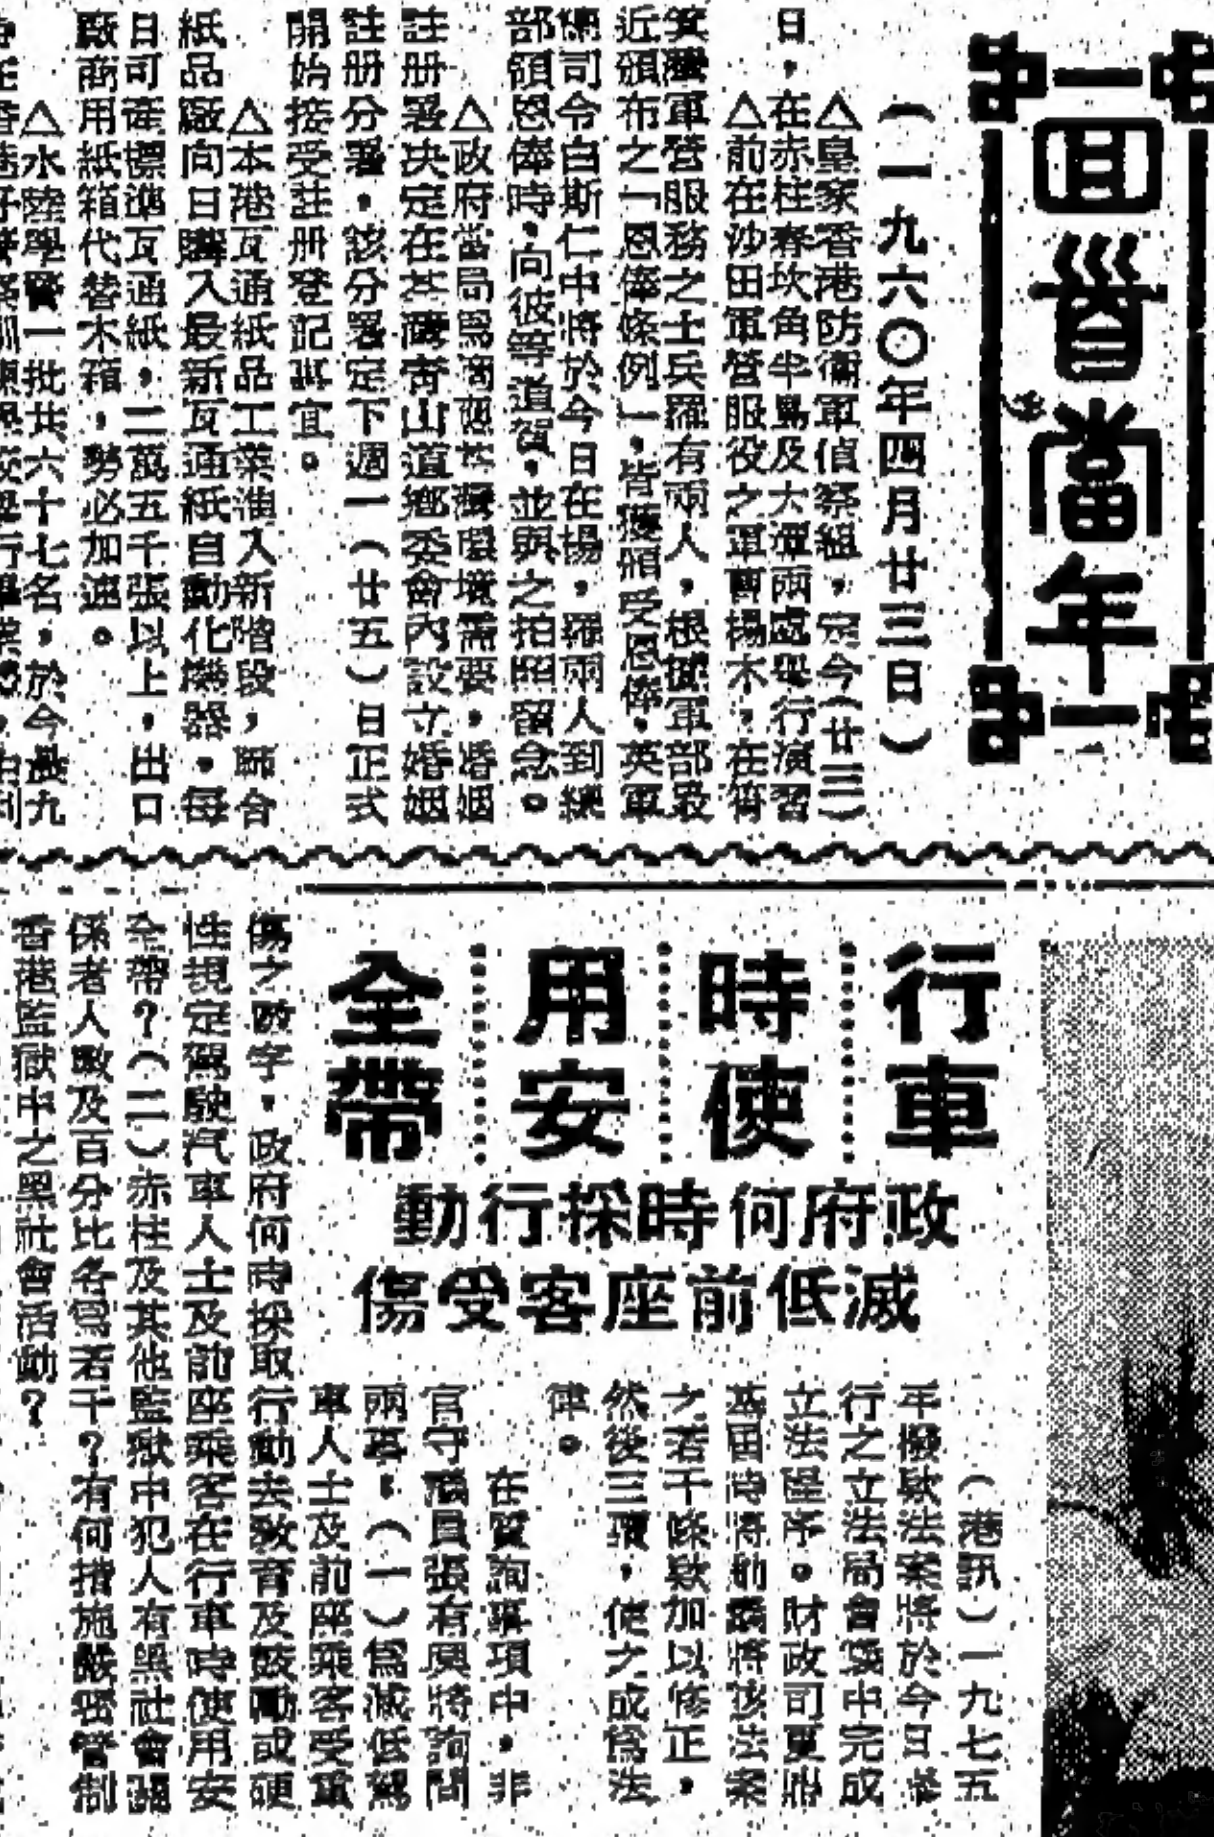 回首當年
(一九六〇年四月廿三日)
△皇家香港防衞軍偵察組，定今(廿三)
日，在赤柱舂坎角半島及大潭兩處舉行演習
△前在沙田軍營服役之軍曹楊木，在
箕軍營服務之士兵羅有兩人，根據軍部最
近頒布之「恩俸條例」，皆獲頒受恩俸，英軍
總司令白斯仁中將於今日在楊，羅兩人到總
部領恩俸時，向彼等道賀，並與之拍照留念。
△政府當局爲適應環境需要，婚姻
註册署决定在荃灣青山道鄉委會內設立婚姻
註册分署，該分署定下週一(廿五)日正式
開始接受註册登記事宜。
△本港瓦通紙品工業進入新階段，聯合
紙品廠向日購入最新瓦通紙自動化機器，每
日可產標準瓦通紙，二萬五千張以上，出口
廠商用紙箱代替木箱，勢必加速。
△水陸學警一批共六十七名，於今晨九
行車
時使
用安
全帶
政府何時採行動
減低前座客受傷
(港訊)一九七五
年撥欵法案將於今日舉
行之立法局會議中完成
立法程序。財政司夏鼎
基屆時將動議將該法案
之若干條欵加以修正，
然後三讀，使之成爲法
律。
在質詢事項中，非
官守議員張有興將詢問
兩事，(一)爲減低駕
車人士及前座乘客受重
傷之數字，政府何時採取行動去敎育及鼓勵或硬
性規定駕駛汽車人士及前座乘客在行車時使用安
全帶？(二)赤柱及其他監獄中犯人有黑社會關
係者人數及百分比各爲若干？有何措施嚴密管制
香港監獄中之黑社會活動？